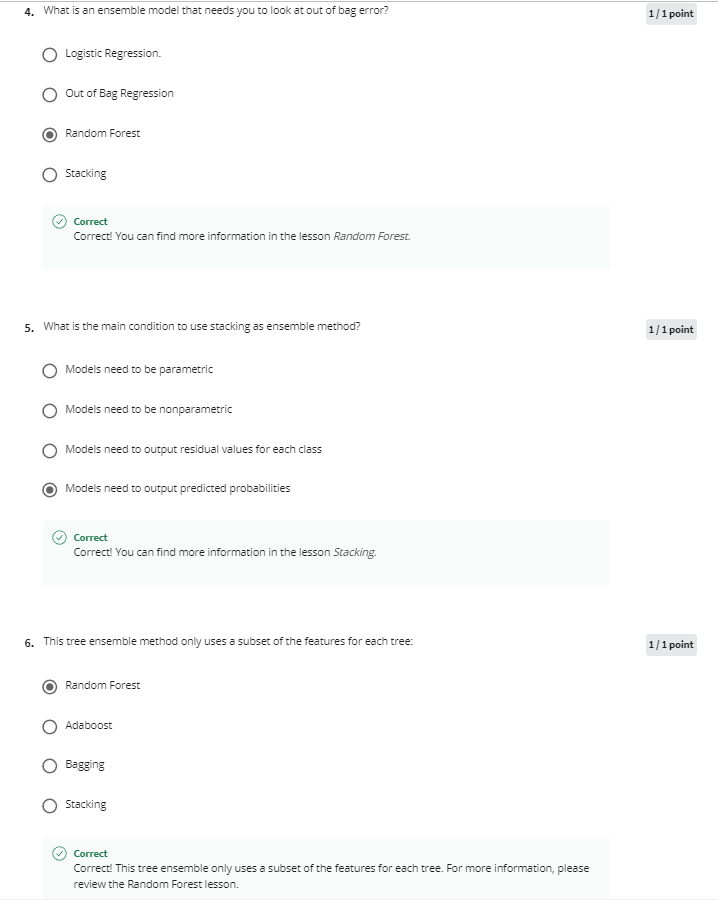 4. What is an ensemble model that needs you to look at out of bag error?
1 / 1 point
Logistic Regression.
Out of Bag Regression
Random Forest
Stacking
Correct
Correct! You can find more information in the lesson Random Forest.
5. What is the main condition to use stacking as ensemble method?
1 / 1 point
Models need to be parametric
Models need to be nonparametric
Models need to output residual values for each class
Models need to output predicted probabilities
Correct
Correct! You can find more information in the lesson Stacking.
6. This tree ensemble method only uses a subset of the features for each tree:
1 / 1 point
Random Forest
Adaboost
Bagging
Stacking
Correct
Correct! This tree ensemble only uses a subset of the features for each tree. For more information, please
review the Random Forest lesson.